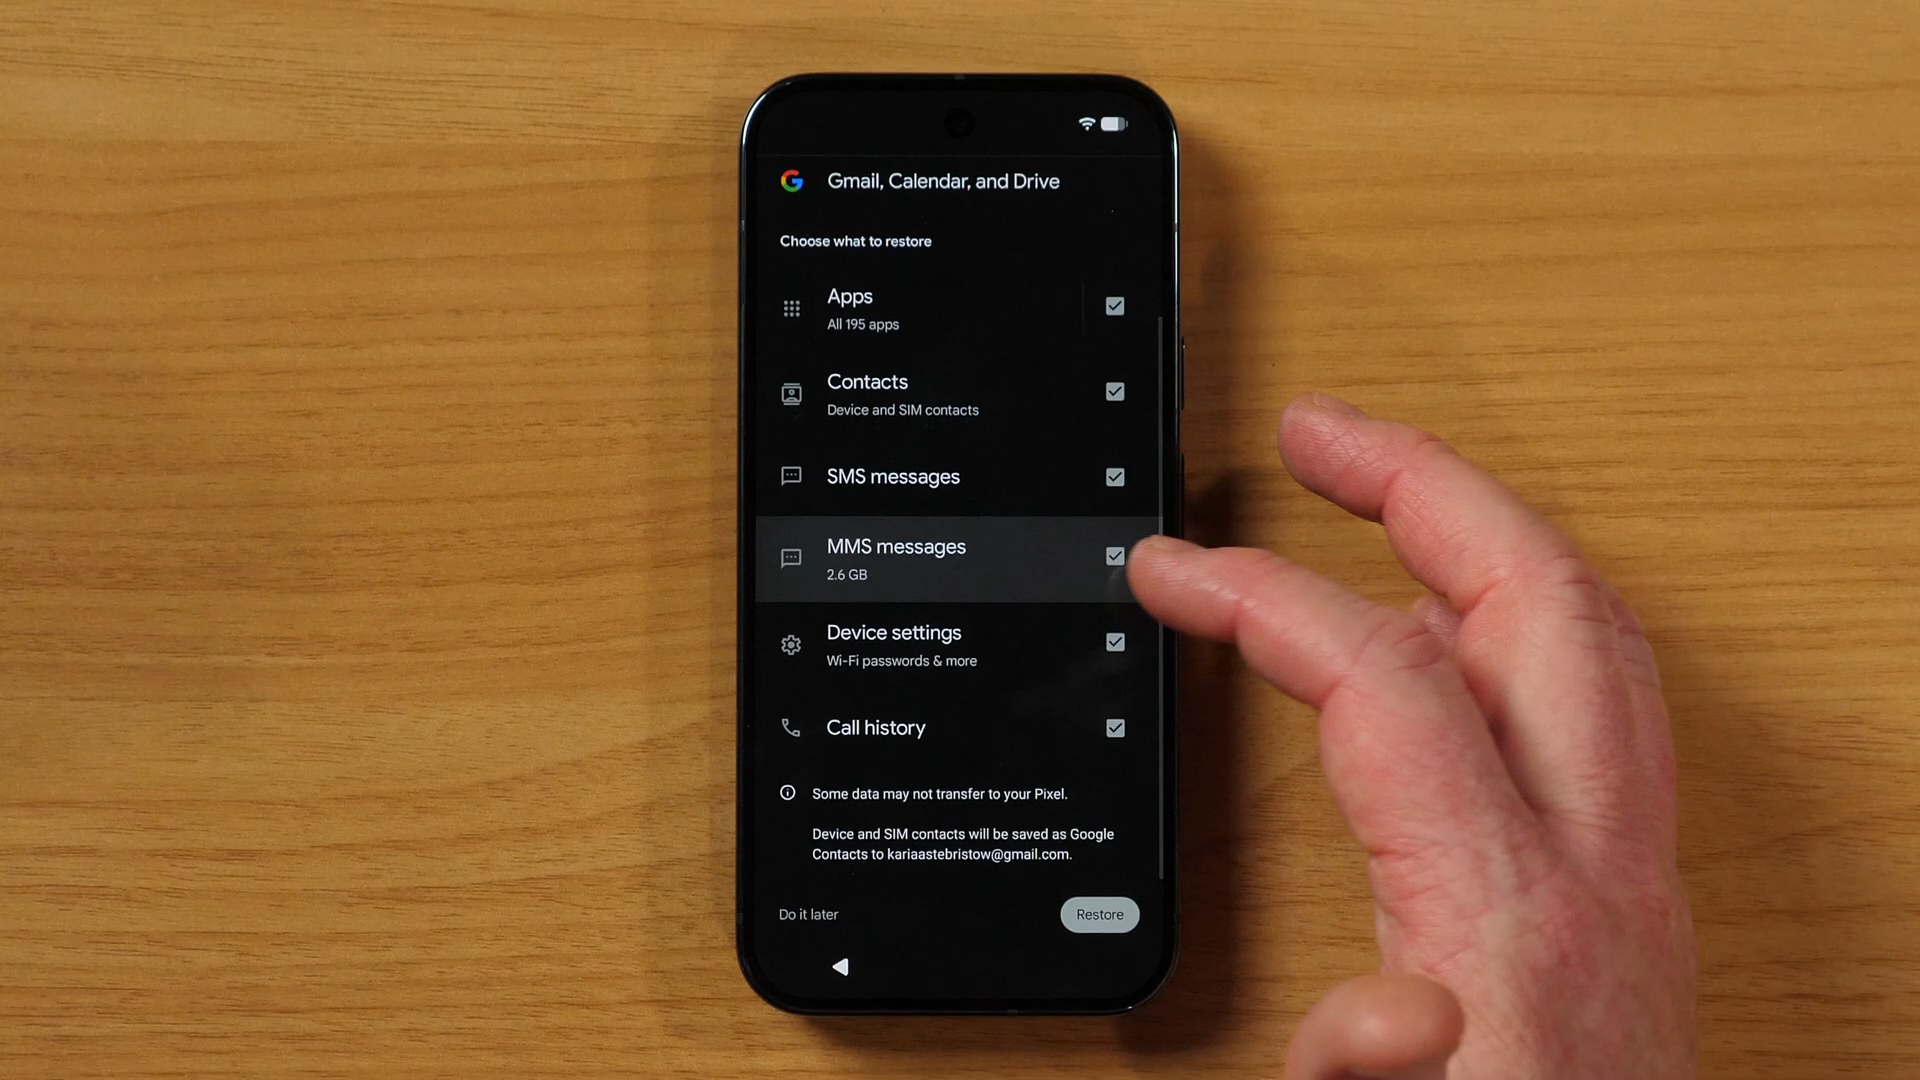 Gmail, Calendar, and Drive
Choose what to restore
Apps
All 195 apps
Contacts
Device and SIM contacts
SMS messages
MMS messages
2.6 GB
Device settings
Wi-Fi passwords & more
Call history
Some data may not transfer to your Pixel.
Device and SIM contacts will be saved as Google
Contacts to kariaastebristow@gmail.com.
Do it later
Restore